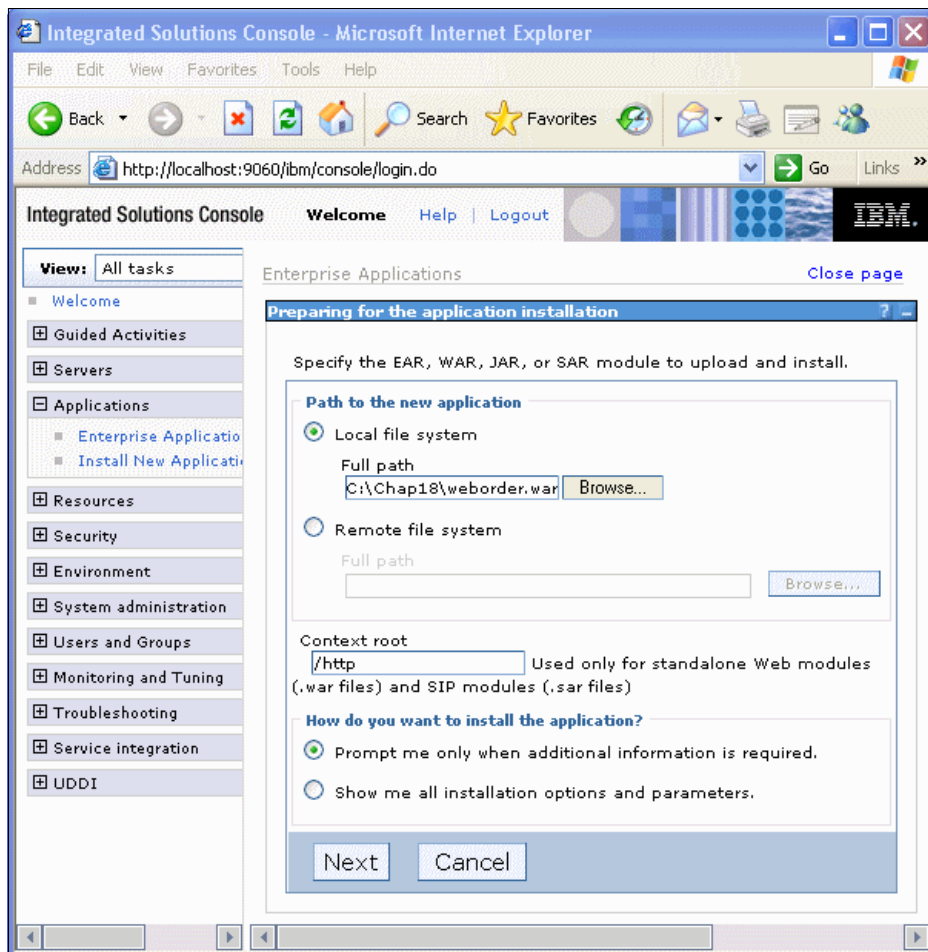 Integrated Solutions Console - Microsoft Internet Explorer
File Edit View Favorites Tools Help
Back Search Favorites
Address http://localhost:9060/ibm/console/login.do Go Links »
Integrated Solutions Console Welcome Help | Logout IBM.
View: All tasks
Welcome
Guided Activities
Servers
Applications
Enterprise Applicatio
Install New Applicati
Resources
Security
Environment
System administration
Users and Groups
Monitoring and Tuning
Troubleshooting
Service integration
UDDI
Enterprise Applications Close page
Preparing for the application installation ? -
Specify the EAR, WAR, JAR, or SAR module to upload and install.
Path to the new application
Local file system
Full path
C:\Chap18\weborder.war Browse...
Remote file system
Full path
Browse...
Context root
/http Used only for standalone Web modules
(.war files) and SIP modules (.sar files)
How do you want to install the application?
Prompt me only when additional information is required.
Show me all installation options and parameters.
Next Cancel